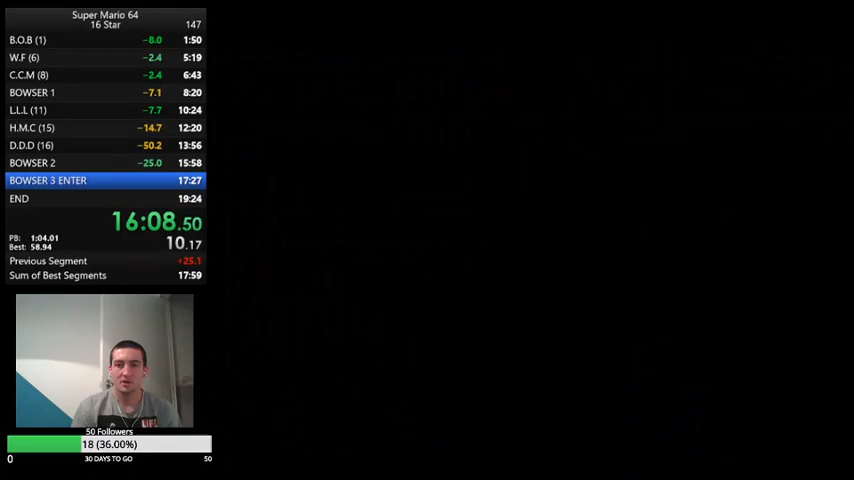 Super Mario 64
16 Star 147
B.O.B (1) −8.0 1:50
W.F (6) −2.4 5:19
C.C.M (8) −2.4 6:43
BOWSER 1 −7.1 8:20
L.L.L (11) −7.7 10:24
H.M.C (15) −14.7 12:20
D.D.D (16) −50.2 13:56
BOWSER 2 −25.0 15:58
BOWSER 3 ENTER 17:27
END 19:24
16:08.50
PB: 1:04.01
Best: 58.94 10.17
Previous Segment +25.1
Sum of Best Segments 17:59
50 Followers
18 (36.00%)
0 30 DAYS TO GO 50